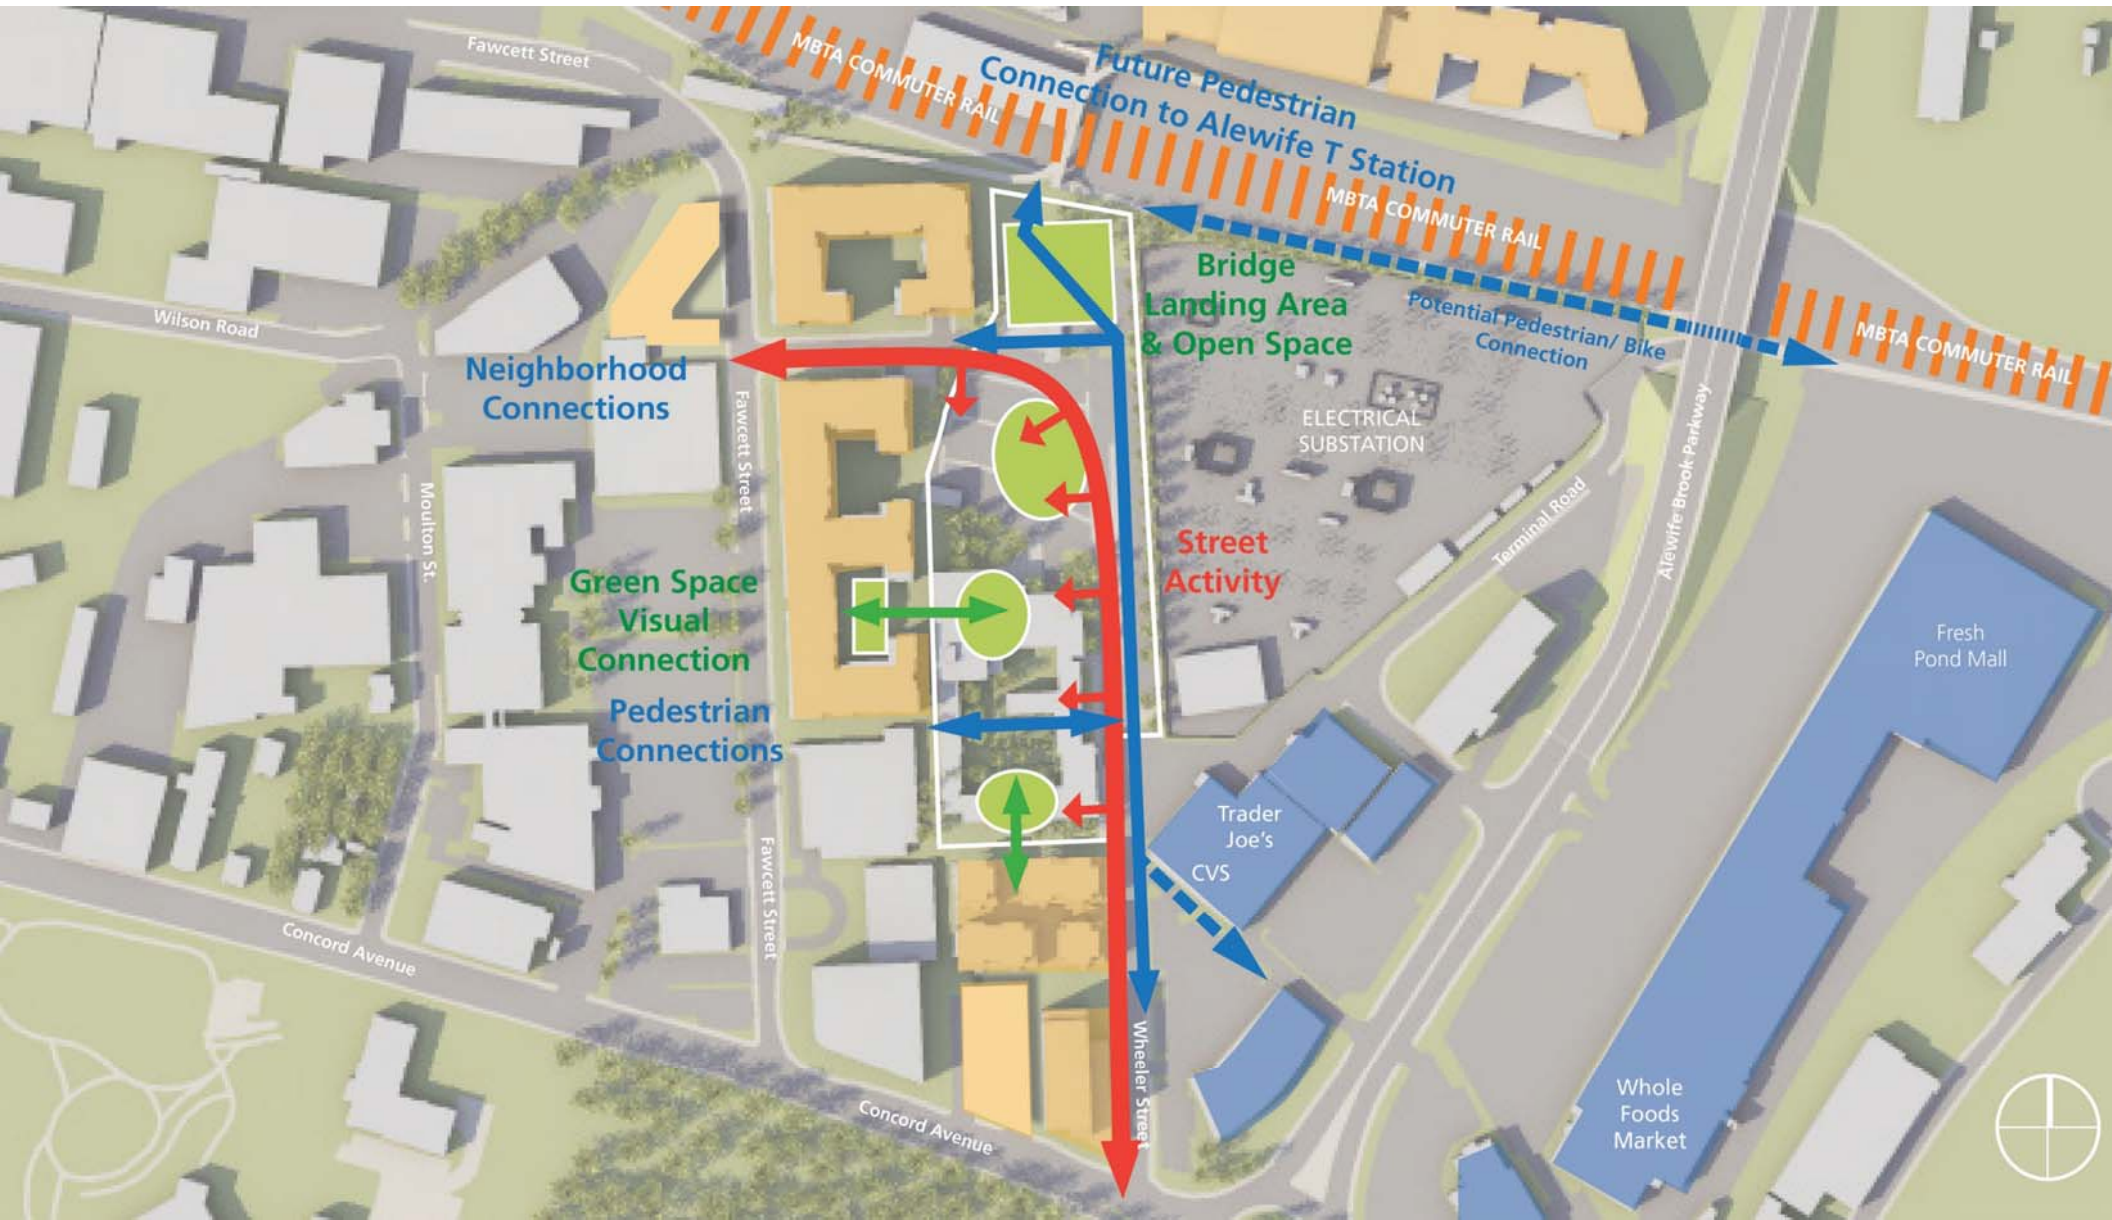 Fawcett Street
MBTA COMMUTER RAIL
Future Pedestrian
Connection to Alewife T Station
MBTA COMMUTER RAIL
Bridge
Landing Area
& Open Space
Potential Pedestrian/ Bike
Connection
MBTA COMMUTER RAIL
Wilson Road
Neighborhood
Connections
Fawcett Street
ELECTRICAL
SUBSTATION
Alewife Brook Parkway
Moulton St.
Terminal Road
Street
Activity
Green Space
Visual
Connection
Fresh
Pond Mall
Pedestrian
Connections
Trader
Joe's
CVS
Fawcett Street
Concord Avenue
Wheeler Street
Concord Avenue
Whole
Foods
Market